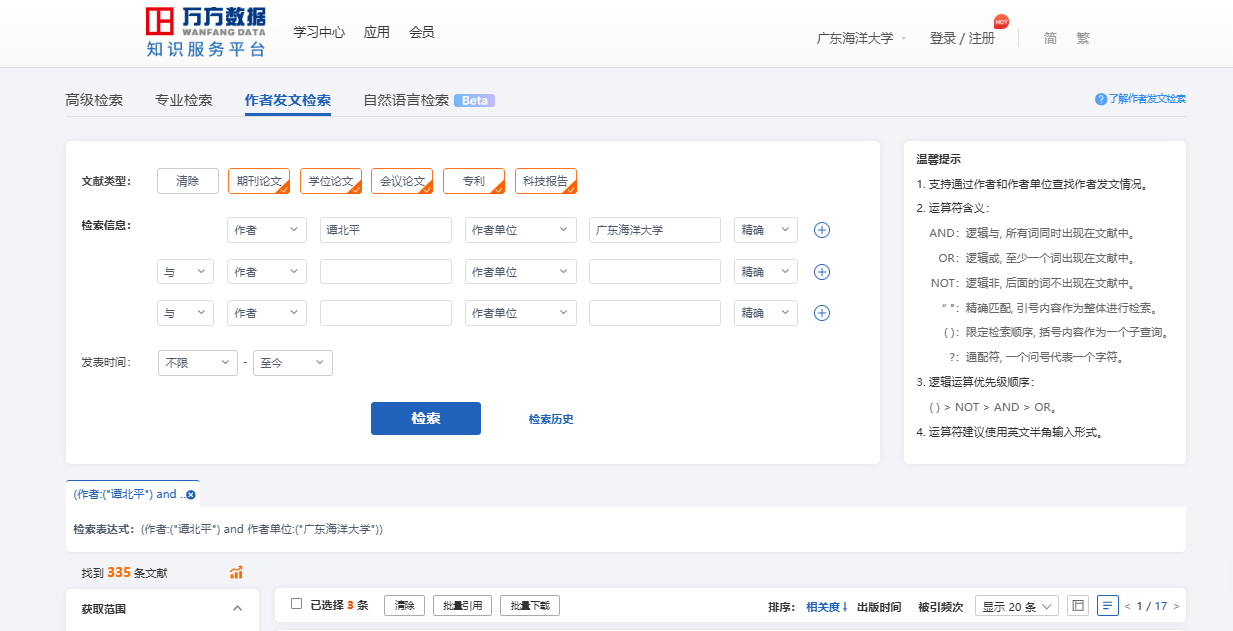 万方数据
WANFANG DATA
知识服务平台
学习中心 应用 会员
广东海洋大学 登录 / 注册 HOT 简 繁
高级检索 专业检索 作者发文检索 自然语言检索 Beta
? 了解作者发文检索
文献类型： 清除 期刊论文 学位论文 会议论文 专利 科技报告
检索信息： 作者 谭北平 作者单位 广东海洋大学 精确
与 作者 作者单位 精确
与 作者 作者单位 精确
发表时间： 不限 - 至今
检索 检索历史
温馨提示
1. 支持通过作者和作者单位查找作者发文情况。
2. 运算符含义：
AND： 逻辑与, 所有词同时出现在文献中。
OR： 逻辑或, 至少一个词出现在文献中。
NOT： 逻辑非, 后面的词不出现在文献中。
“ "： 精确匹配, 引号内容作为整体进行检索。
( )： 限定检索顺序, 括号内容作为一个子查询。
?： 通配符, 一个问号代表一个字符。
3. 逻辑运算优先级顺序：
( ) > NOT > AND > OR。
4. 运算符建议使用英文半角输入形式。
(作者:("谭北平") and ..
检索表达式： (作者:("谭北平") and 作者单位:("广东海洋大学"))
找到 335 条文献
获取范围
已选择 3 条 清除 批量引用 批量下载
排序： 相关度 出版时间 被引频次 显示 20 条 < 1 / 17 >